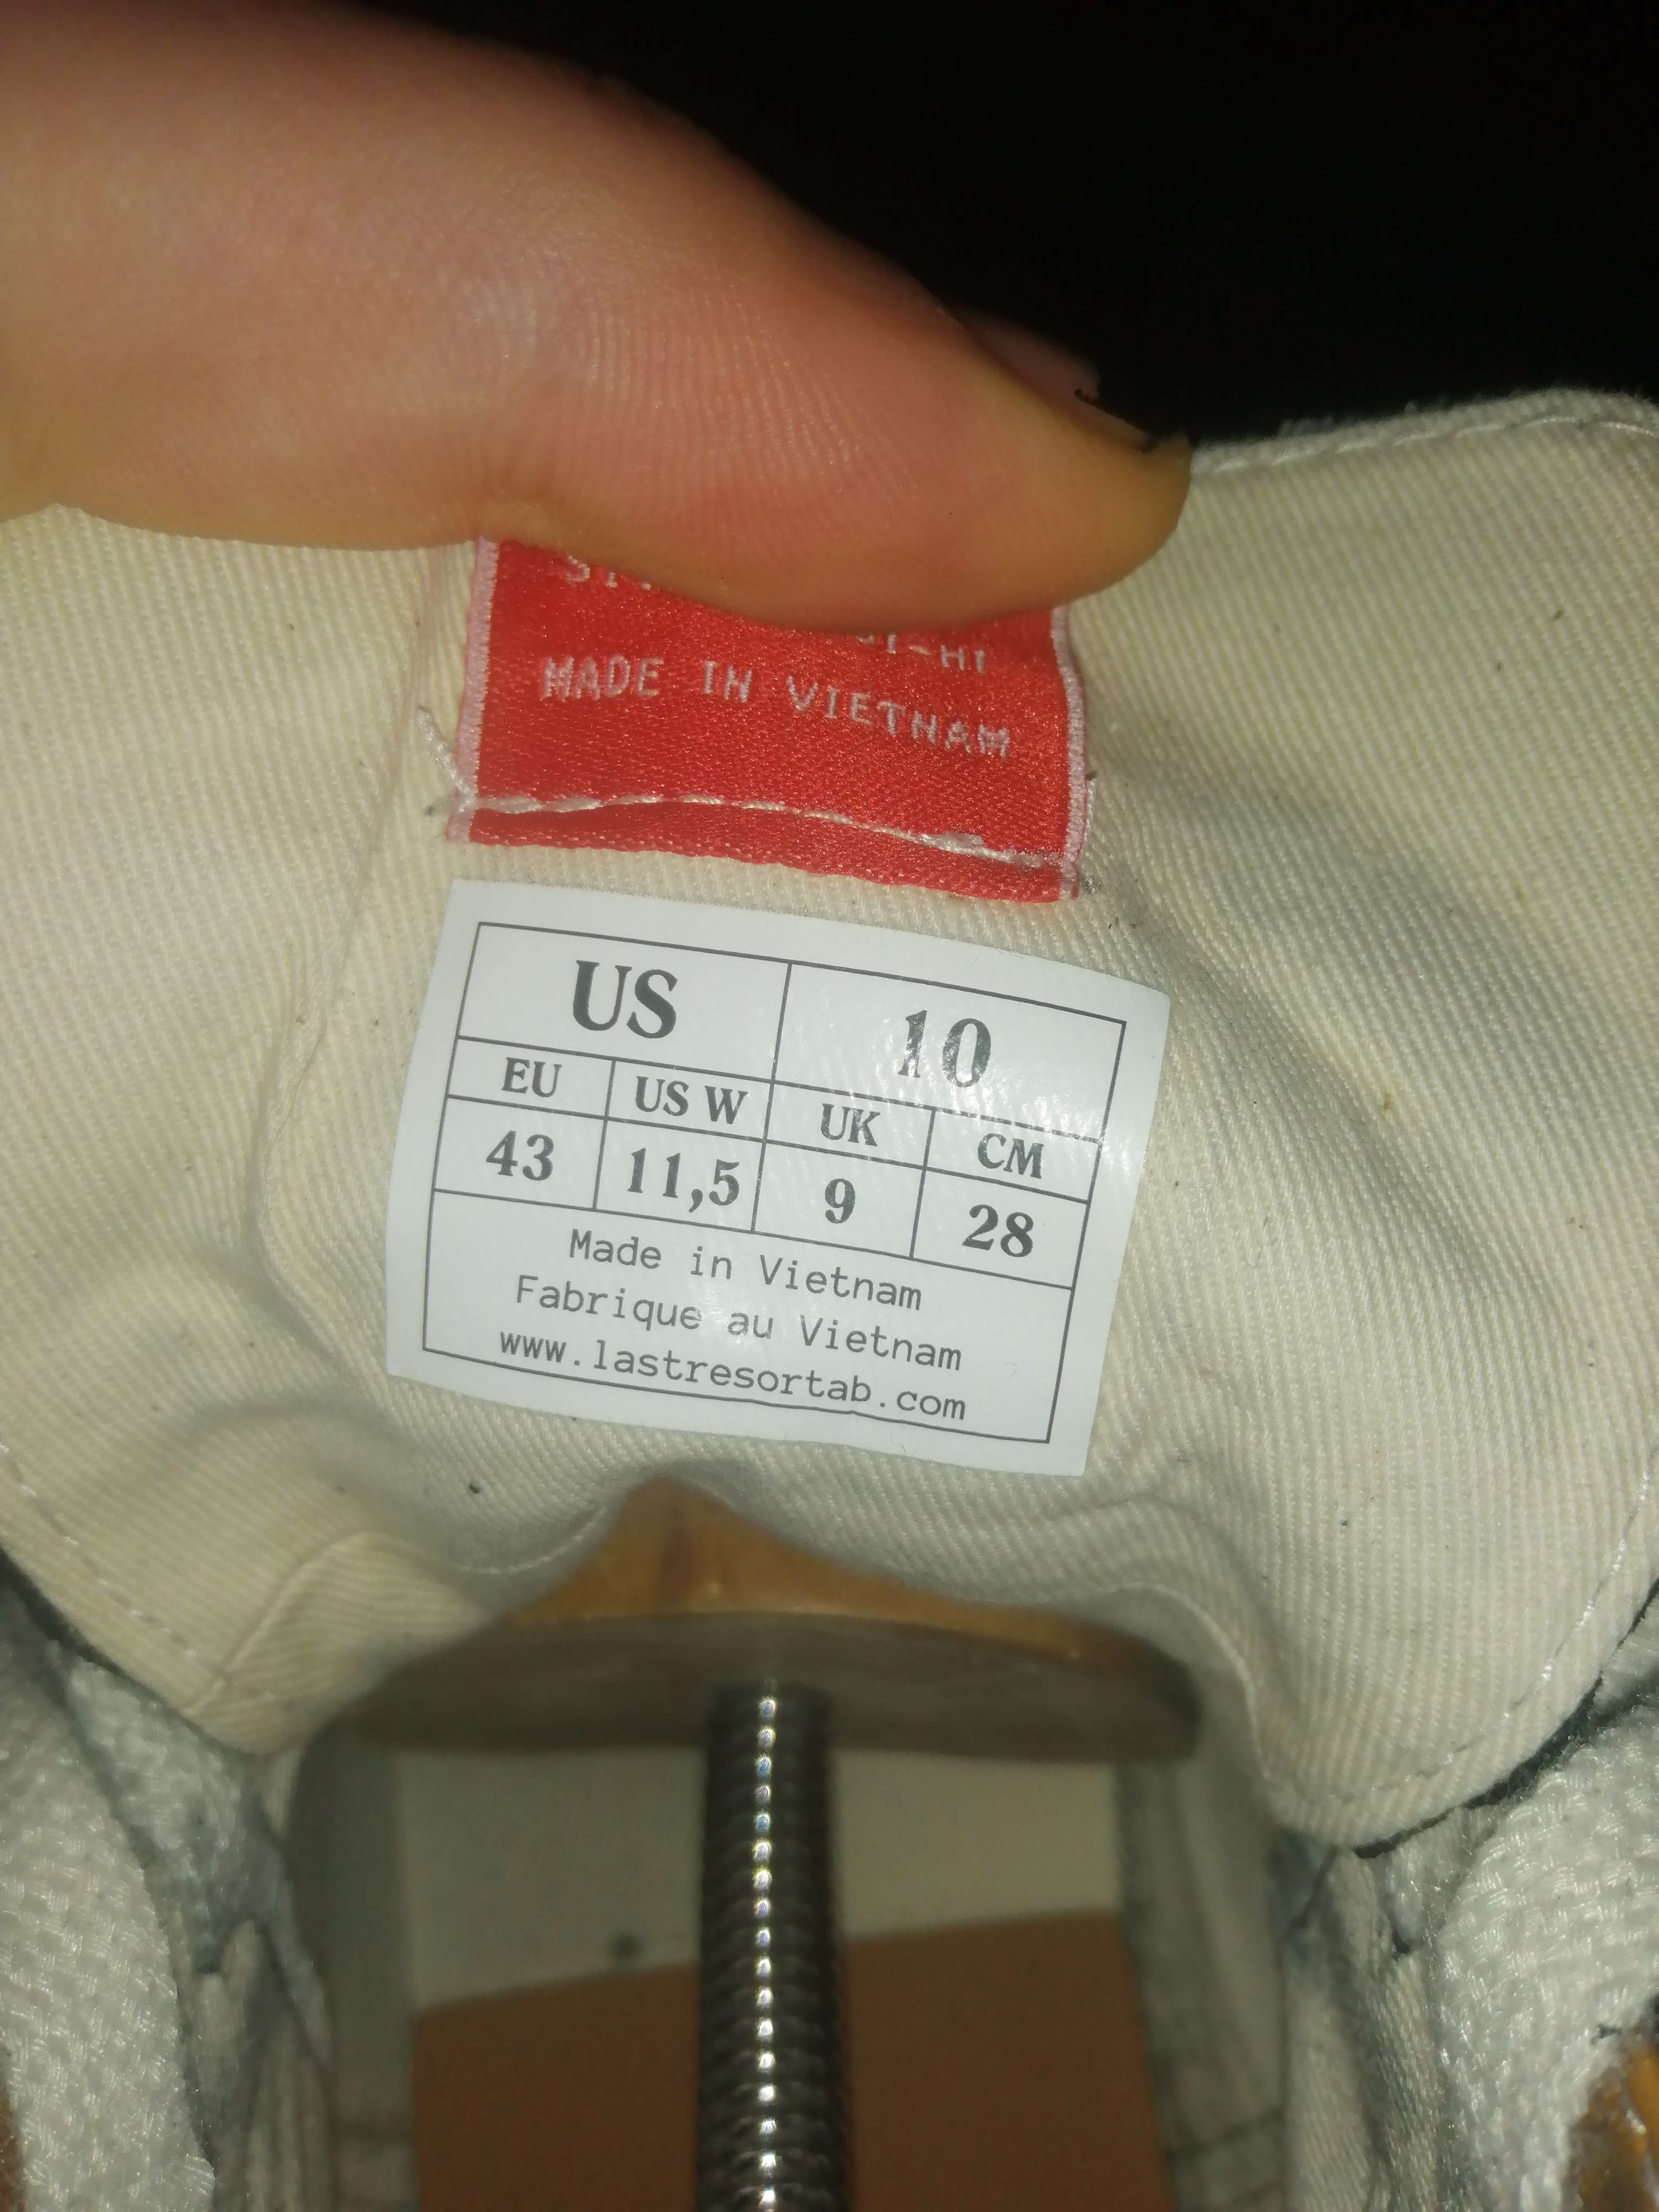 MADE IN VIETNAM
US 10
EU US W UK CM
43 11,5 9 28
Made in Vietnam
Fabrique au Vietnam
www.lastresortab.com